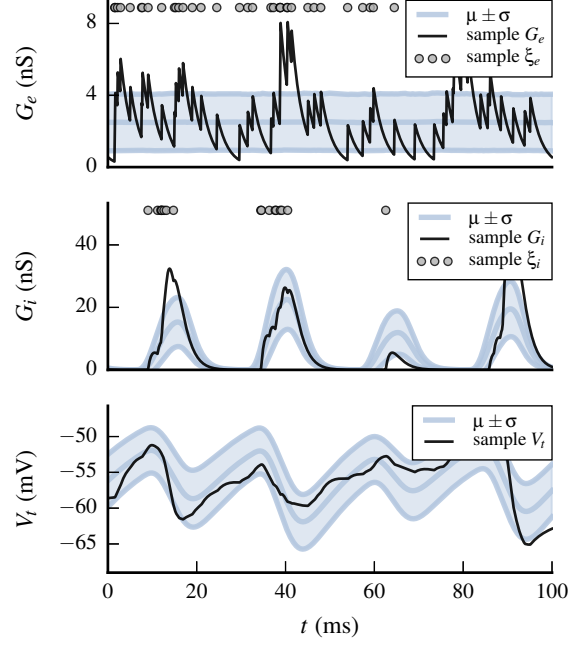 8
4
0
G_e (nS)
μ ± σ
sample G_e
sample ξ_e
40
20
0
G_i (nS)
μ ± σ
sample G_i
sample ξ_i
−50
−55
−60
−65
V_t (mV)
μ ± σ
sample V_t
0 20 40 60 80 100
t (ms)